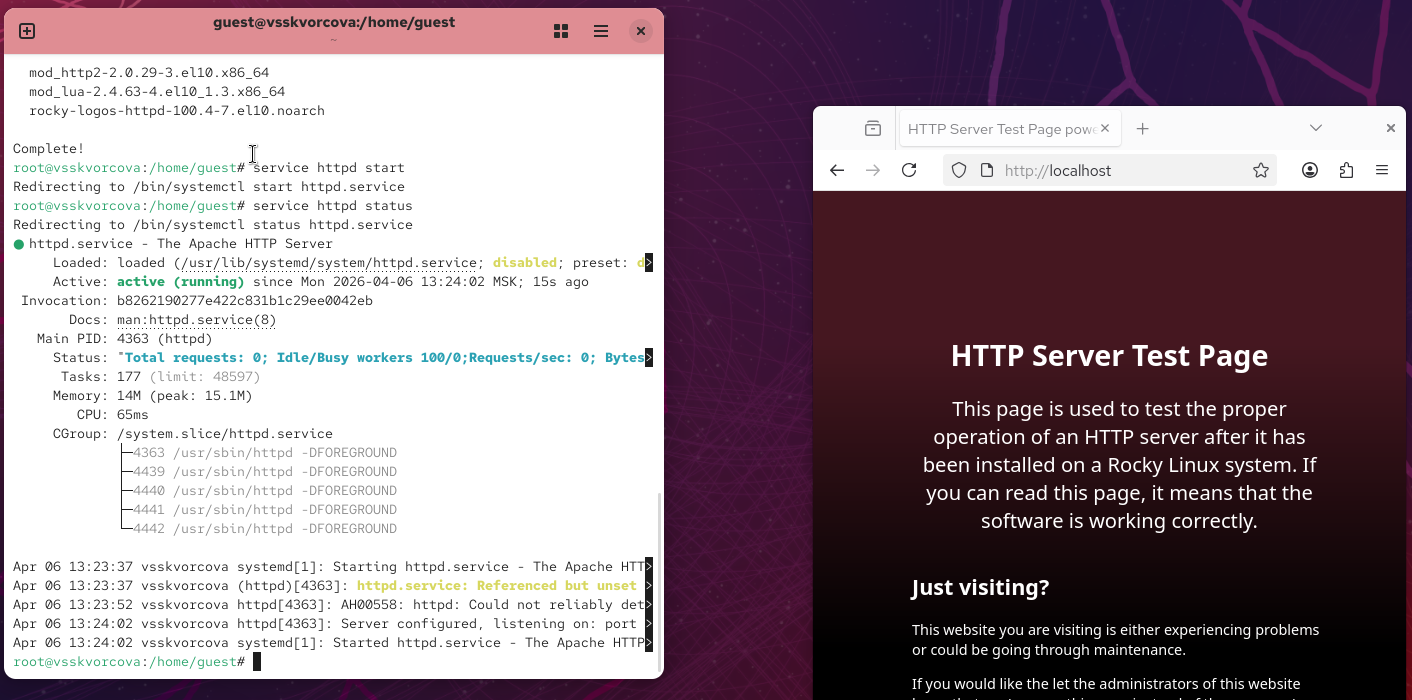 guest@vsskvorcova:/home/guest
~
mod_http2-2.0.29-3.el10.x86_64
mod_lua-2.4.63-4.el10_1.3.x86_64
rocky-logos-httpd-100.4-7.el10.noarch
Complete!
root@vsskvorcova:/home/guest# service httpd start
Redirecting to /bin/systemctl start httpd.service
root@vsskvorcova:/home/guest# service httpd status
Redirecting to /bin/systemctl status httpd.service
● httpd.service - The Apache HTTP Server
Loaded: loaded (/usr/lib/systemd/system/httpd.service; disabled; preset: d>
Active: active (running) since Mon 2026-04-06 13:24:02 MSK; 15s ago
Invocation: b8262190277e422c831b1c29ee0042eb
Docs: man:httpd.service(8)
Main PID: 4363 (httpd)
Status: "Total requests: 0; Idle/Busy workers 100/0;Requests/sec: 0; Bytes>
Tasks: 177 (limit: 48597)
Memory: 14M (peak: 15.1M)
CPU: 65ms
CGroup: /system.slice/httpd.service
├─4363 /usr/sbin/httpd -DFOREGROUND
├─4439 /usr/sbin/httpd -DFOREGROUND
├─4440 /usr/sbin/httpd -DFOREGROUND
├─4441 /usr/sbin/httpd -DFOREGROUND
└─4442 /usr/sbin/httpd -DFOREGROUND
Apr 06 13:23:37 vsskvorcova systemd[1]: Starting httpd.service - The Apache HTT>
Apr 06 13:23:37 vsskvorcova (httpd)[4363]: httpd.service: Referenced but unset >
Apr 06 13:23:52 vsskvorcova httpd[4363]: AH00558: httpd: Could not reliably det>
Apr 06 13:24:02 vsskvorcova httpd[4363]: Server configured, listening on: port >
Apr 06 13:24:02 vsskvorcova systemd[1]: Started httpd.service - The Apache HTTP>
root@vsskvorcova:/home/guest#
HTTP Server Test Page powe
http://localhost
HTTP Server Test Page
This page is used to test the proper
operation of an HTTP server after it has
been installed on a Rocky Linux system. If
you can read this page, it means that the
software is working correctly.
Just visiting?
This website you are visiting is either experiencing problems
or could be going through maintenance.
If you would like the let the administrators of this website